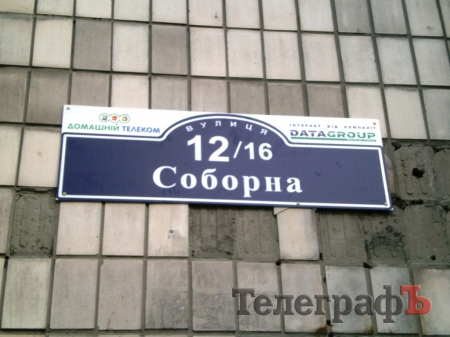 ДОМАШНІЙ ТЕЛЕКОМ
ІНТЕРНЕТ ВІД КОМПАНІЇ
DATAGROUP
ВУЛИЦЯ
12/16
Соборна
ТелеграфЪ